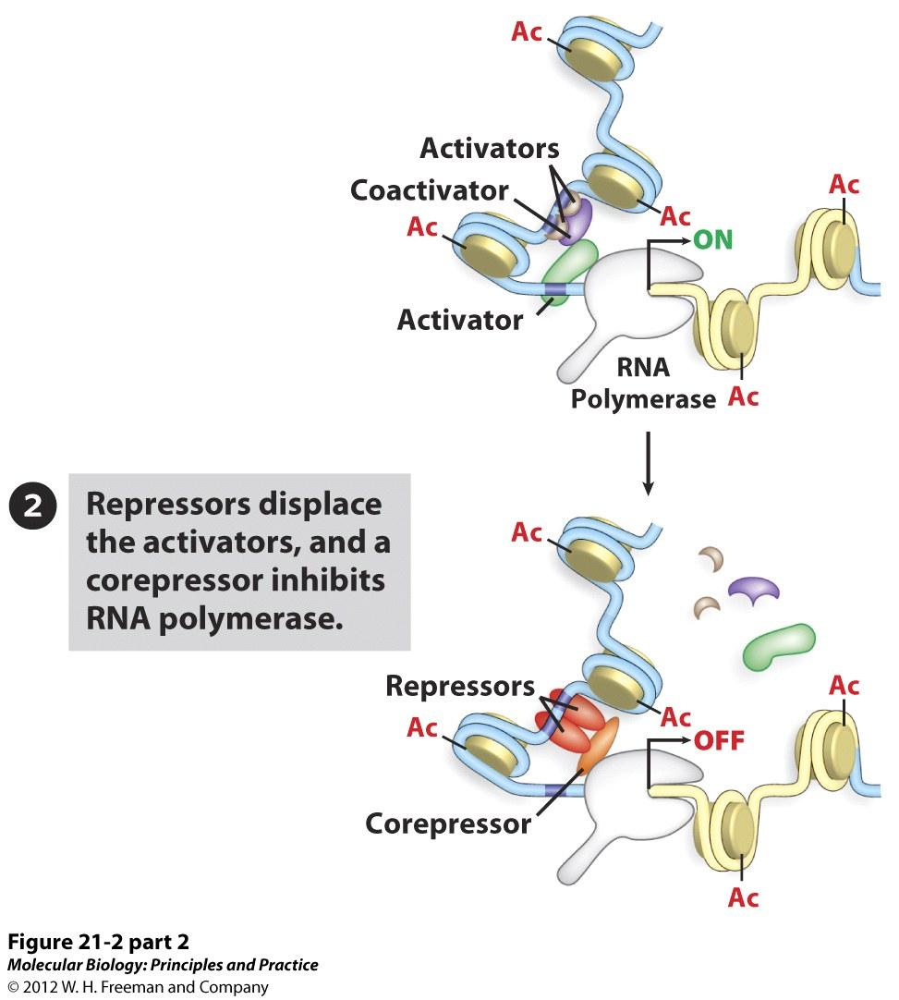 Ac
Activators
Coactivator
Ac
Ac
Ac
ON
Activator
RNA
Polymerase
Ac
2
Repressors displace
the activators, and a
corepressor inhibits
RNA polymerase.
Ac
Repressors
Ac
Ac
Ac
OFF
Corepressor
Ac
Figure 21-2 part 2
Molecular Biology: Principles and Practice
© 2012 W. H. Freeman and Company